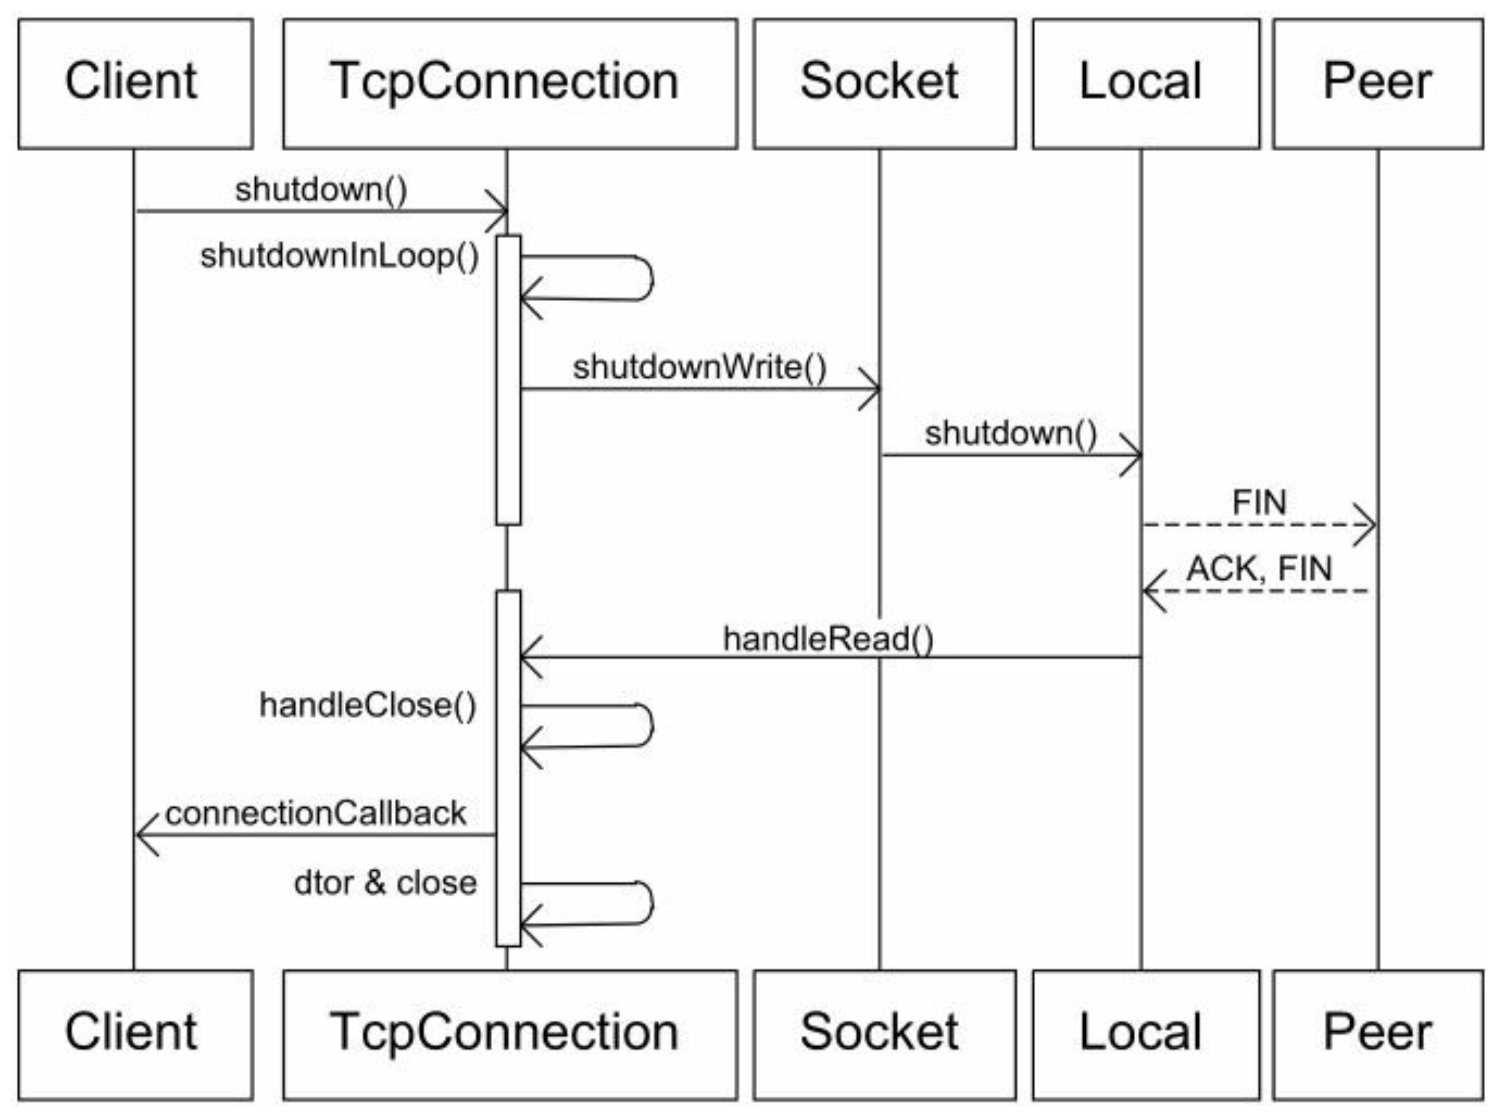 Client TcpConnection Socket Local Peer
shutdown()
shutdownInLoop()
shutdownWrite()
shutdown()
FIN
ACK, FIN
handleRead()
handleClose()
connectionCallback
dtor & close
Client TcpConnection Socket Local Peer